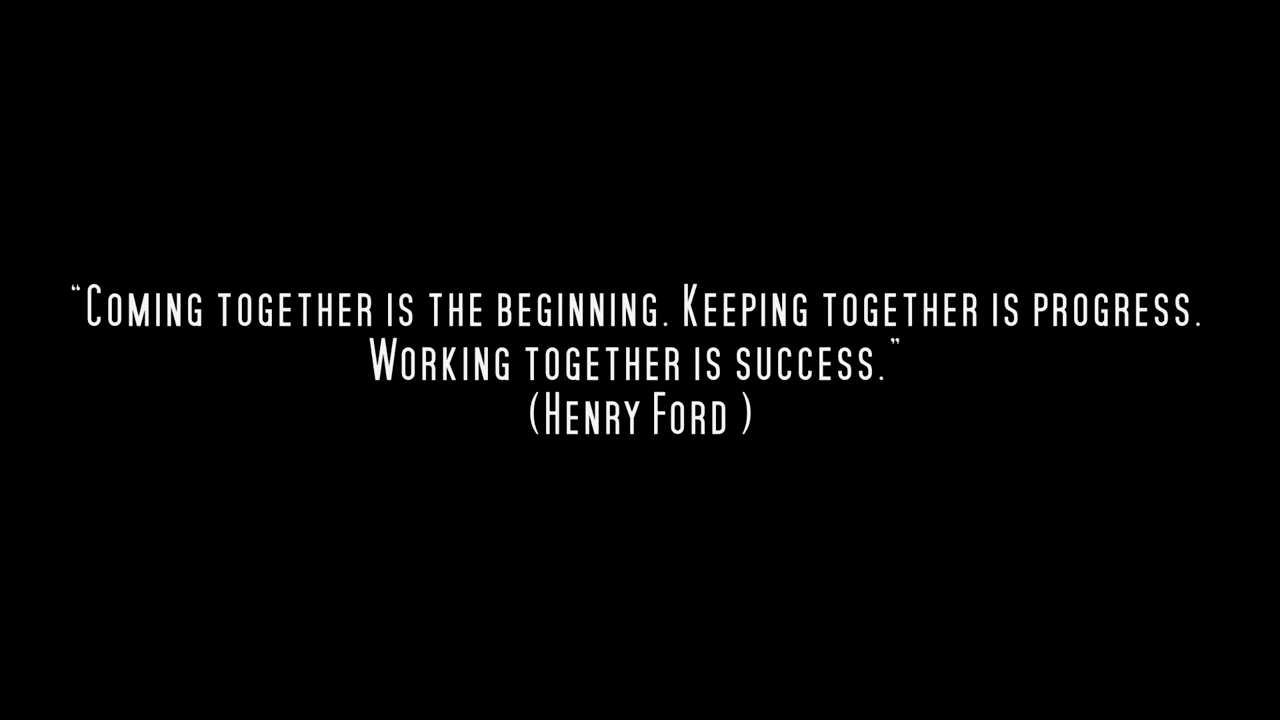 “Coming together is the beginning. Keeping together is progress.
Working together is success.”
(Henry Ford )